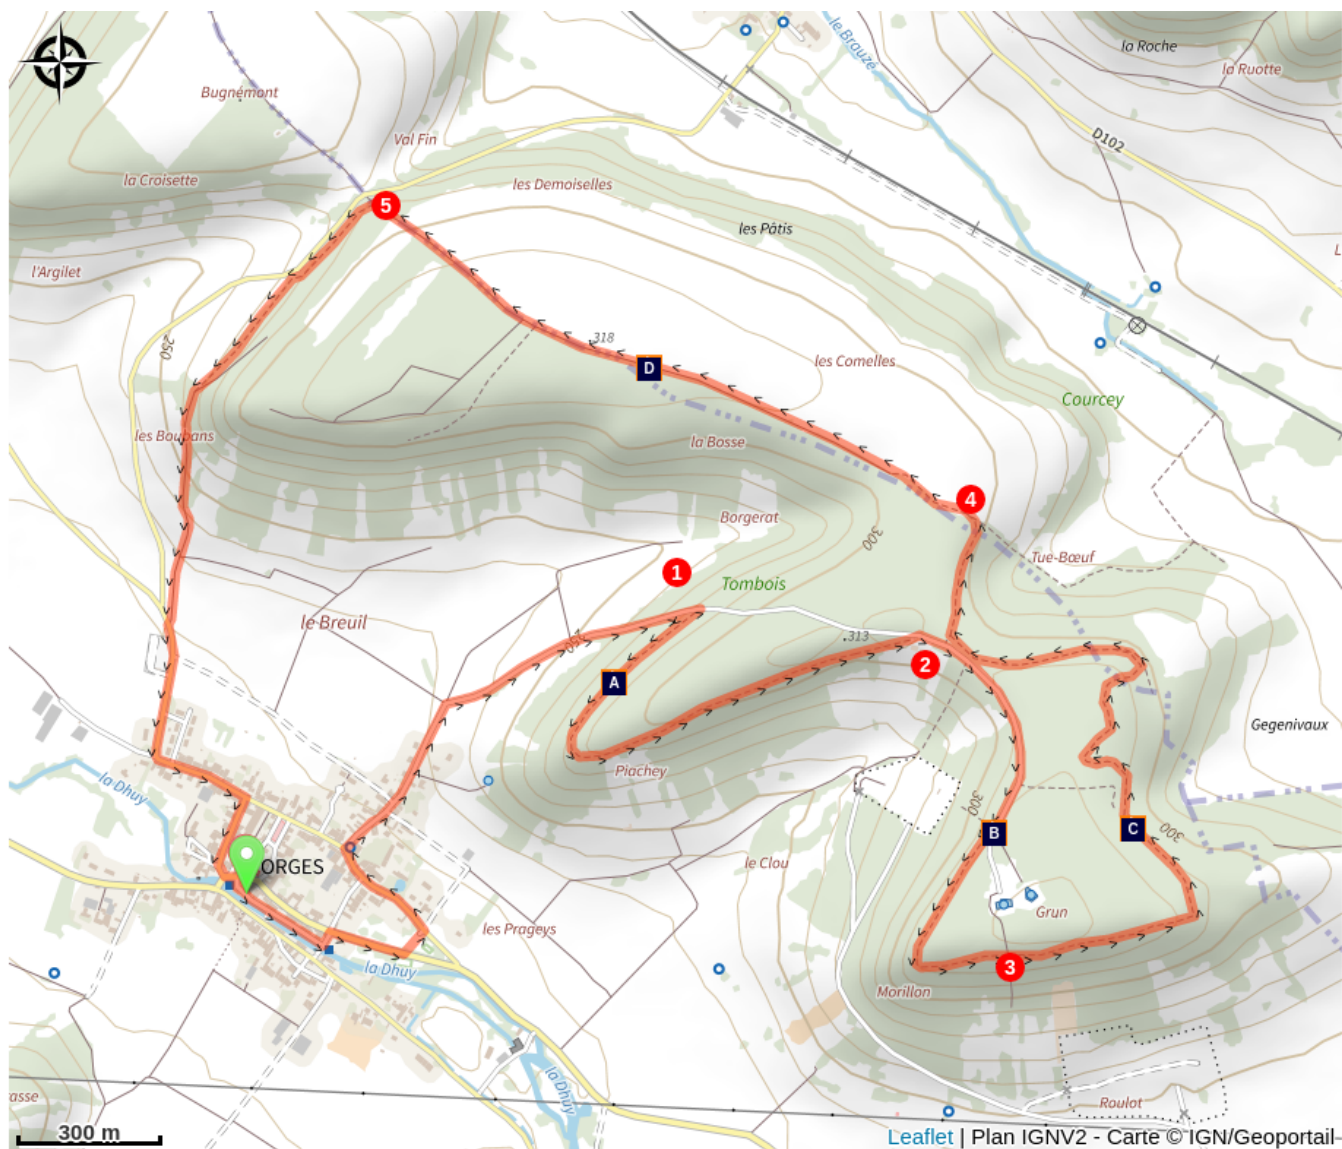 la Roche
la Ruotte
le Brauzé
Bugnémont
D102
Val Fin
la Croisette
les Demoiselles
5
les Pâtis
l'Argilet
L
318
250
D
les Comelles
Courcey
les Boupans
la Bosse
4
Borgerat
300
Tue-Bœuf
1
Tombois
le Breuil
250
.313
2
A
Gegenivaux
Piachey
la Dhuy
300
B
C
300
ORGES
le Clou
Grun
les Prageys
la Dhuy
3
Morillon
la Dhuy
asse
Roulot
300 m
Leaflet | Plan IGNV2 - Carte © IGN/Geoportail